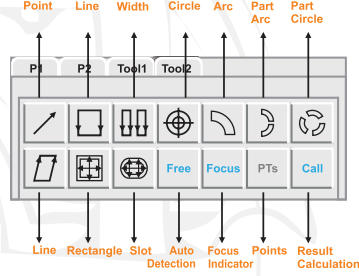 Point Line Width Circle Arc Part Arc Part Circle
P1 P2 Tool1 Tool2
Free Focus PTs Call
Line Rectangle Slot Auto Detection Focus Indicator Points Result Calculation